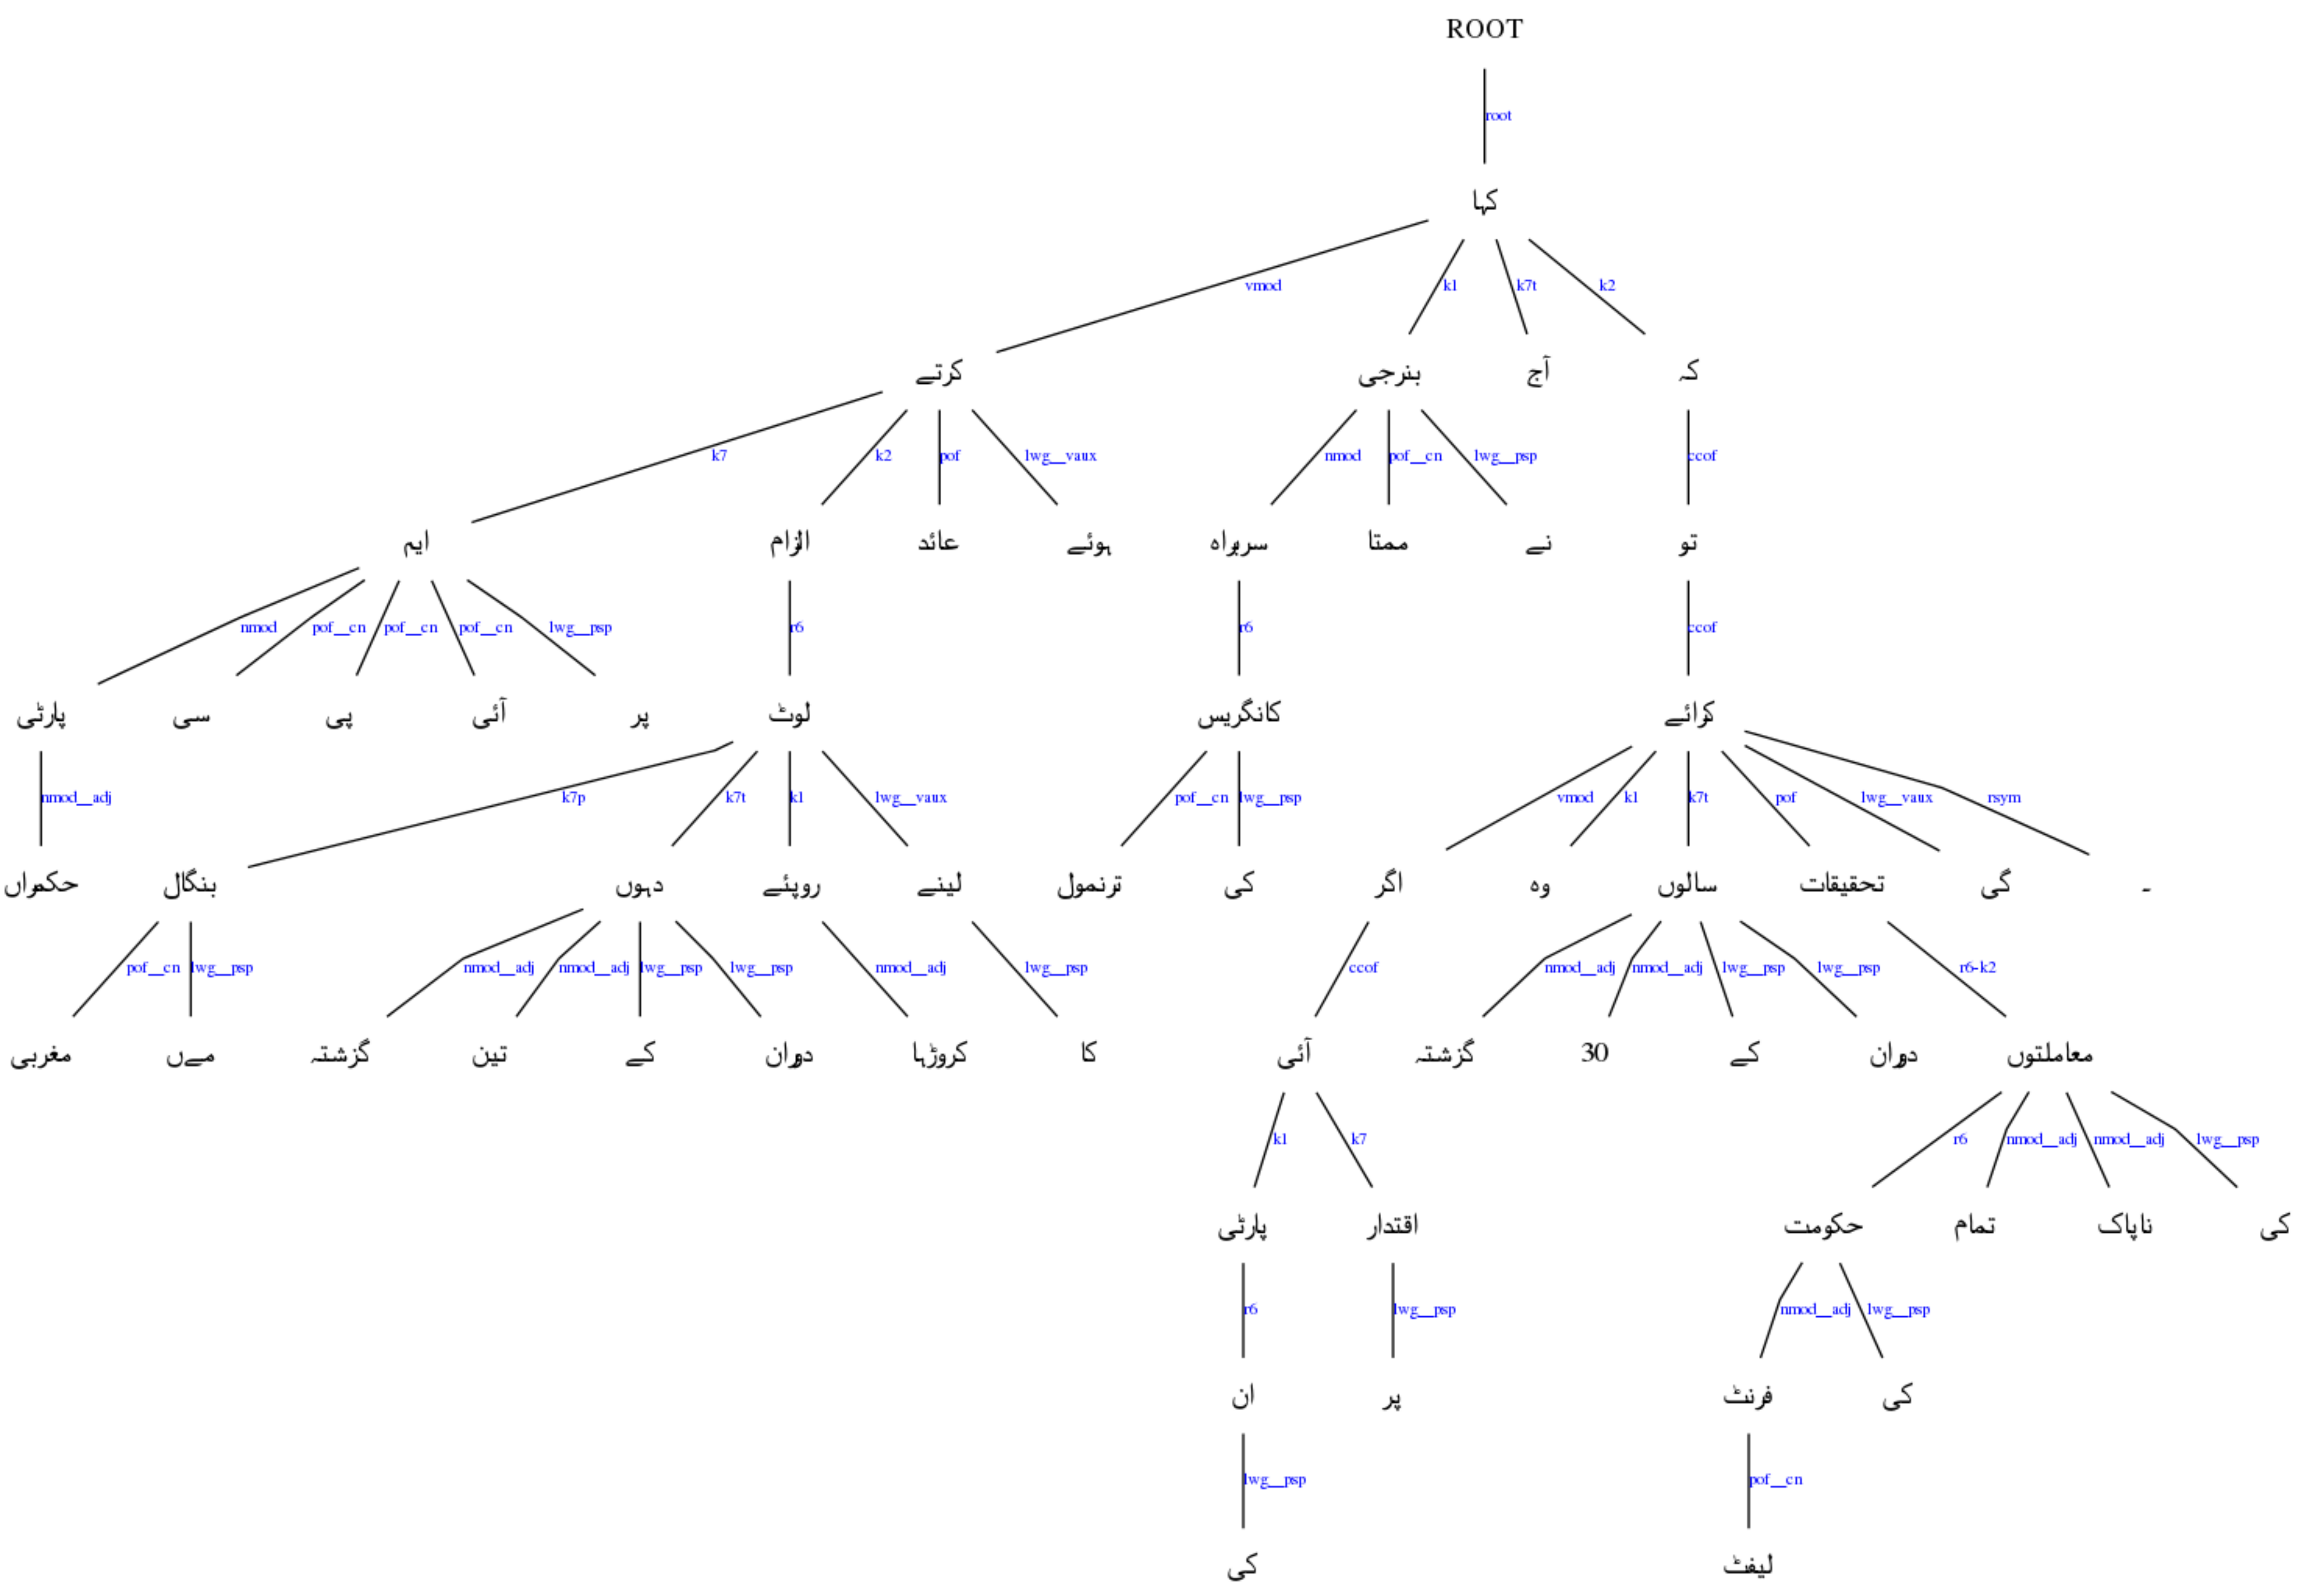 ROOT
root
کہا
vmod k1 k7t k2
کرتے بنرجی آج کہ
k7 k2 pof lwg__vaux nmod pof__cn lwg__psp ccof
ایم الزام عائد ہوئے سربراہ ممتا نے تو
nmod pof__cn pof__cn pof__cn lwg__psp r6 r6 ccof
پارٹی سی پی آئی پر لوٹ کانگریس کرائے
nmod__adj k7p k7t k1 lwg__vaux pof__cn lwg__psp vmod k1 k7t pof lwg__vaux rsym
حکمراں بنگال دہوں روپئے لینے ترنمول کی اگر وہ سالوں تحقیقات گی ۔
pof__cn lwg__psp nmod__adj nmod__adj lwg__psp lwg__psp nmod__adj lwg__psp ccof nmod__adj nmod__adj lwg__psp lwg__psp r6-k2
مغربی مےں گزشتہ تین کے دوران کروڑہا کا آئی گزشتہ 30 کے دوران معاملتوں
k1 k7 r6 nmod__adj nmod__adj lwg__psp
پارٹی اقتدار حکومت تمام ناپاک کی
r6 lwg__psp nmod__adj lwg__psp
ان پر فرنٹ کی
lwg__psp pof__cn
کی لیفٹ